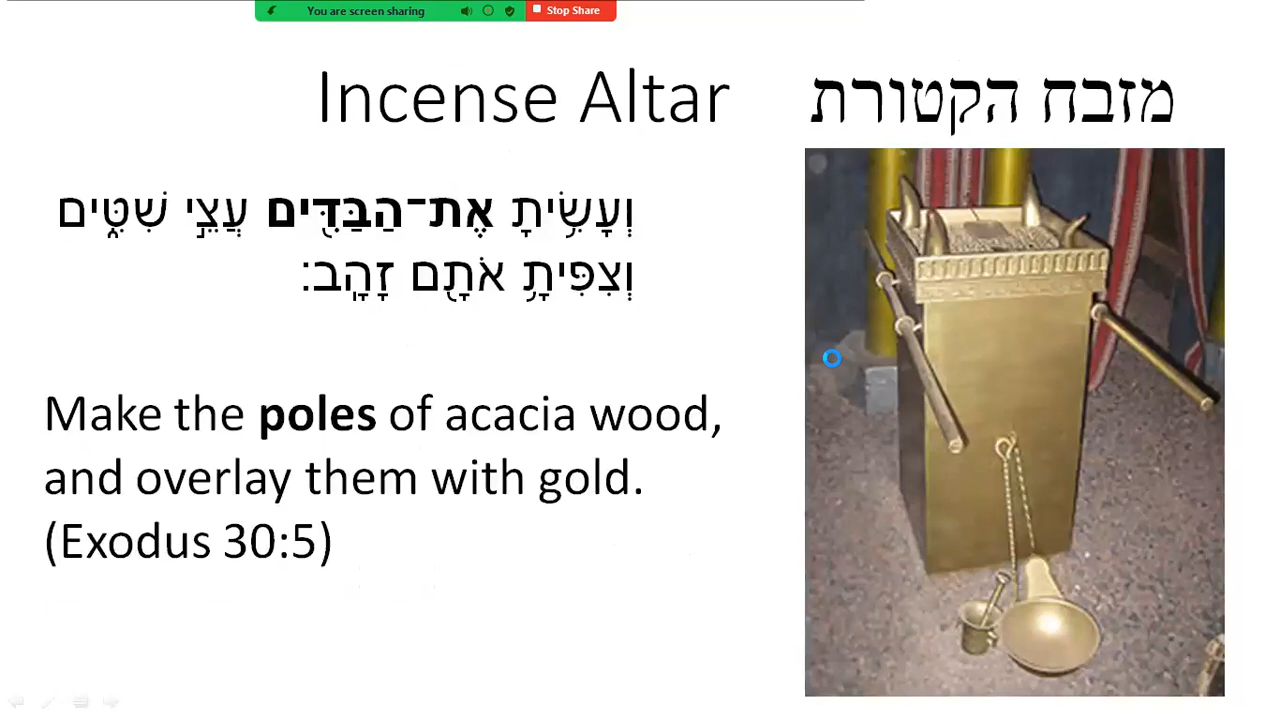 You are screen sharing Stop Share
Incense Altar מזבח הקטורת
וְעָשִׂ֥יתָ אֶת־הַבַּדִּ֖ים עֲצֵ֣י שִׁטִּ֑ים
וְצִפִּיתָ֥ אֹתָ֖ם זָהָֽב׃
Make the poles of acacia wood,
and overlay them with gold.
(Exodus 30:5)